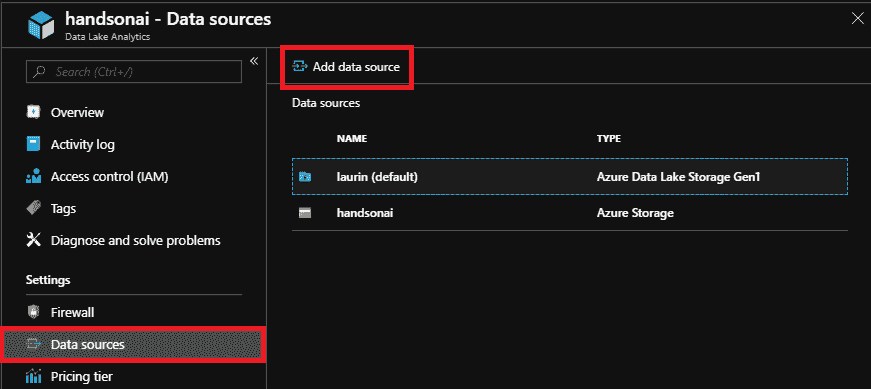 handsonai - Data sources
Data Lake Analytics
Search (Ctrl+/)
Overview
Activity log
Access control (IAM)
Tags
Diagnose and solve problems
Settings
Firewall
Data sources
Pricing tier
Add data source
Data sources
NAME TYPE
laurin (default) Azure Data Lake Storage Gen1
handsonai Azure Storage